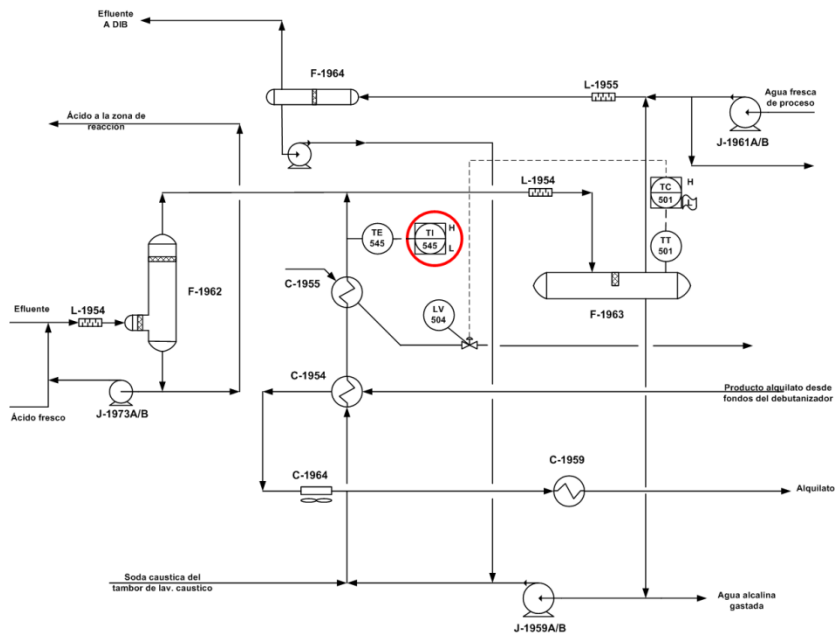 Efluente
A DIB
F-1964
L-1955
Agua fresca
de proceso
Ácido a la zona de
reacción
J-1961A/B
TC
501
H
L-1954
TE
545
TI
545
H
L
TT
501
C-1955
F-1962
Efluente
L-1954
LV
504
F-1963
C-1954
Producto alquilato desde
fondos del debutanizador
J-1973A/B
Ácido fresco
C-1964
C-1959
Alquilato
Soda caustica del
tambor de lav. caustico
Agua alcalina
gastada
J-1959A/B